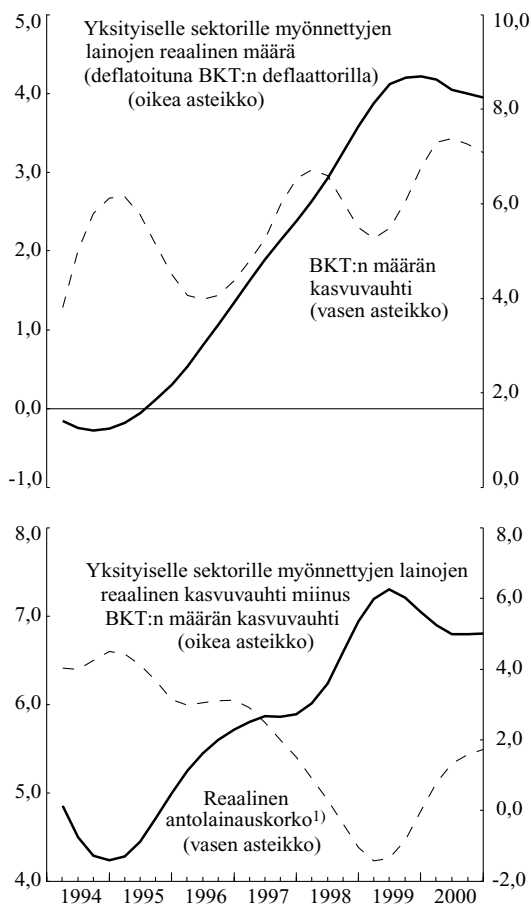 5,0
4,0
3,0
2,0
1,0
0,0
-1,0
Yksityiselle sektorille myönnettyjen
lainojen reaalinen määrä
(deflatoituna BKT:n deflaattorilla)
(oikea asteikko)
BKT:n määrän
kasvuvauhti
(vasen asteikko)
10,0
8,0
6,0
4,0
2,0
0,0
8,0
7,0
6,0
5,0
4,0
Yksityiselle sektorille myönnettyjen lainojen
reaalinen kasvuvauhti miinus
BKT:n määrän kasvuvauhti
(oikea asteikko)
Reaalinen
antolainauskorko1)
(vasen asteikko)
8,0
6,0
4,0
2,0
0,0
-2,0
1994 1995 1996 1997 1998 1999 2000